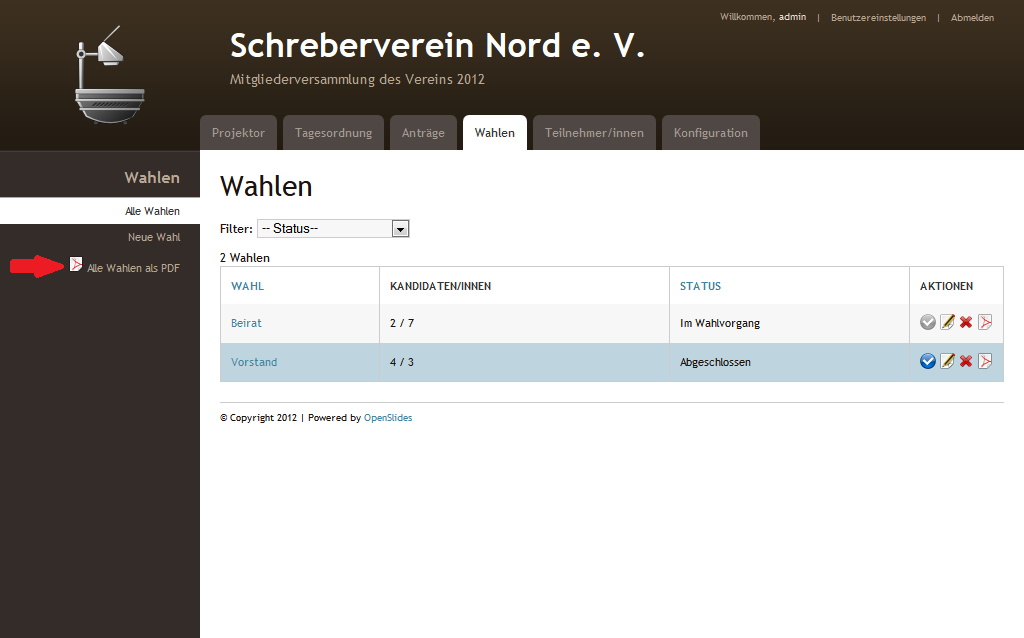 Willkommen, admin | Benutzereinstellungen | Abmelden
Schreberverein Nord e. V.
Mitgliederversammlung des Vereins 2012
Projektor Tagesordnung Anträge Wahlen Teilnehmer/innen Konfiguration
Wahlen
Alle Wahlen
Neue Wahl
Alle Wahlen als PDF
Wahlen
Filter: -- Status--
2 Wahlen
WAHL KANDIDATEN/INNEN STATUS AKTIONEN
Beirat 2 / 7 Im Wahlvorgang
Vorstand 4 / 3 Abgeschlossen
© Copyright 2012 | Powered by OpenSlides